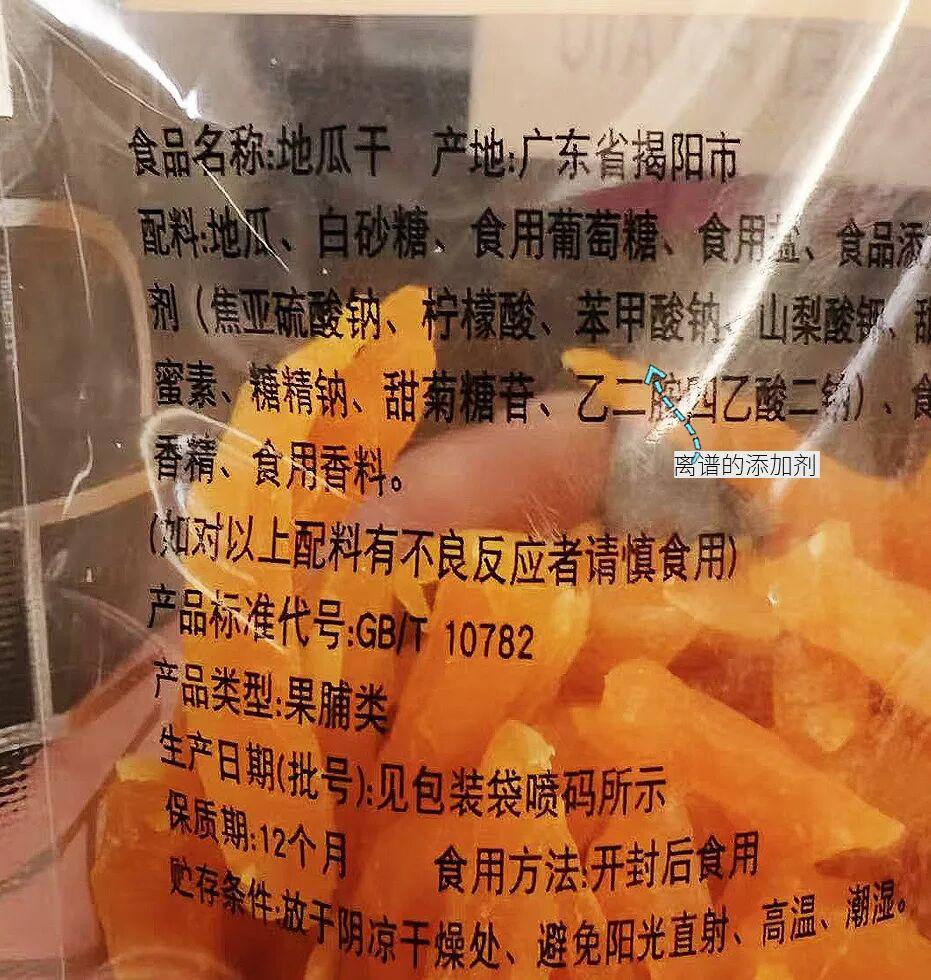 食品名称:地瓜干 产地:广东省揭阳市
配料:地瓜、白砂糖、食用葡萄糖、食用盐、食品添
剂（焦亚硫酸钠、柠檬酸、苯甲酸钠、山梨酸钾、甜
蜜素、糖精钠、甜菊糖苷、乙二胺四乙酸二钠）、食
香精、食用香料。
离谱的添加剂
(如对以上配料有不良反应者请慎食用)
产品标准代号:GB/T 10782
产品类型:果脯类
生产日期(批号):见包装袋喷码所示
保质期:12个月 食用方法:开封后食用
贮存条件:放于阴凉干燥处、避免阳光直射、高温、潮湿。